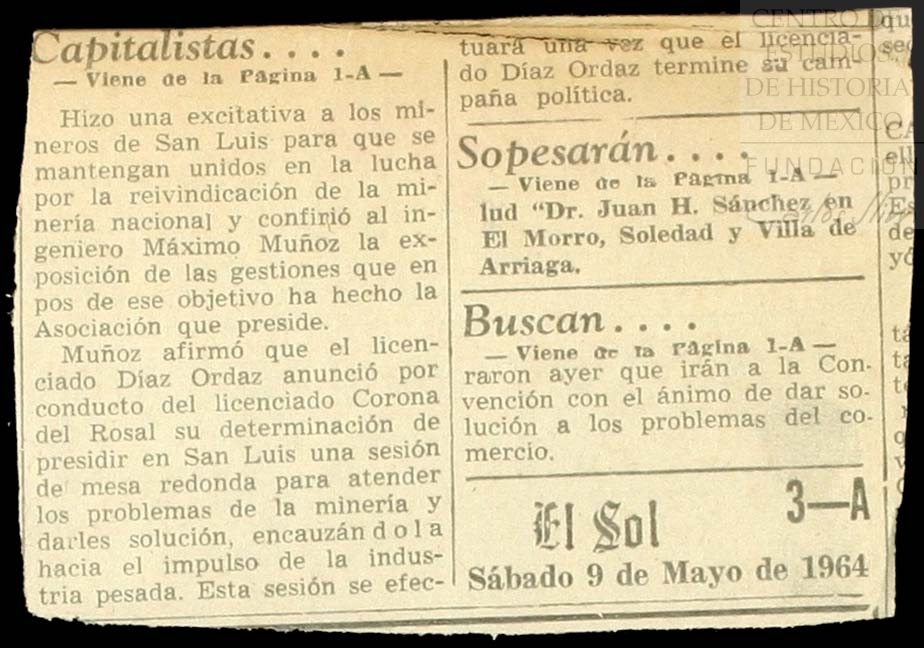 Capitalistas....
— Viene de la Página 1-A —
Hizo una excitativa a los mi-
neros de San Luis para que se
mantengan unidos en la lucha
por la reivindicación de la mi-
nería nacional y confirió al in-
geniero Máximo Muñoz la ex-
posición de las gestiones que en
pos de ese objetivo ha hecho la
Asociación que preside.
Muñoz afirmó que el licen-
ciado Díaz Ordaz anunció por
conducto del licenciado Corona
del Rosal su determinación de
presidir en San Luis una sesión
de mesa redonda para atender
los problemas de la minería y
darles solución, encauzándola
hacia el impulso de la indus-
tria pesada. Esta sesión se efec-
tuará una vez que el licencia-
do Díaz Ordaz termine su cam-
paña política.
Sopesarán....
— Viene de la Página 1-A —
lud "Dr. Juan H. Sánchez en
El Morro, Soledad y Villa de
Arriaga.
Buscan....
— Viene de la Página 1-A —
raron ayer que irán a la Con-
vención con el ánimo de dar so-
lución a los problemas del co-
mercio.
3—A
El Sol
Sábado 9 de Mayo de 1964
CENTRO DE
ESTUDIOS
DE HISTORIA
DE MEXICO
FUNDACIÓN